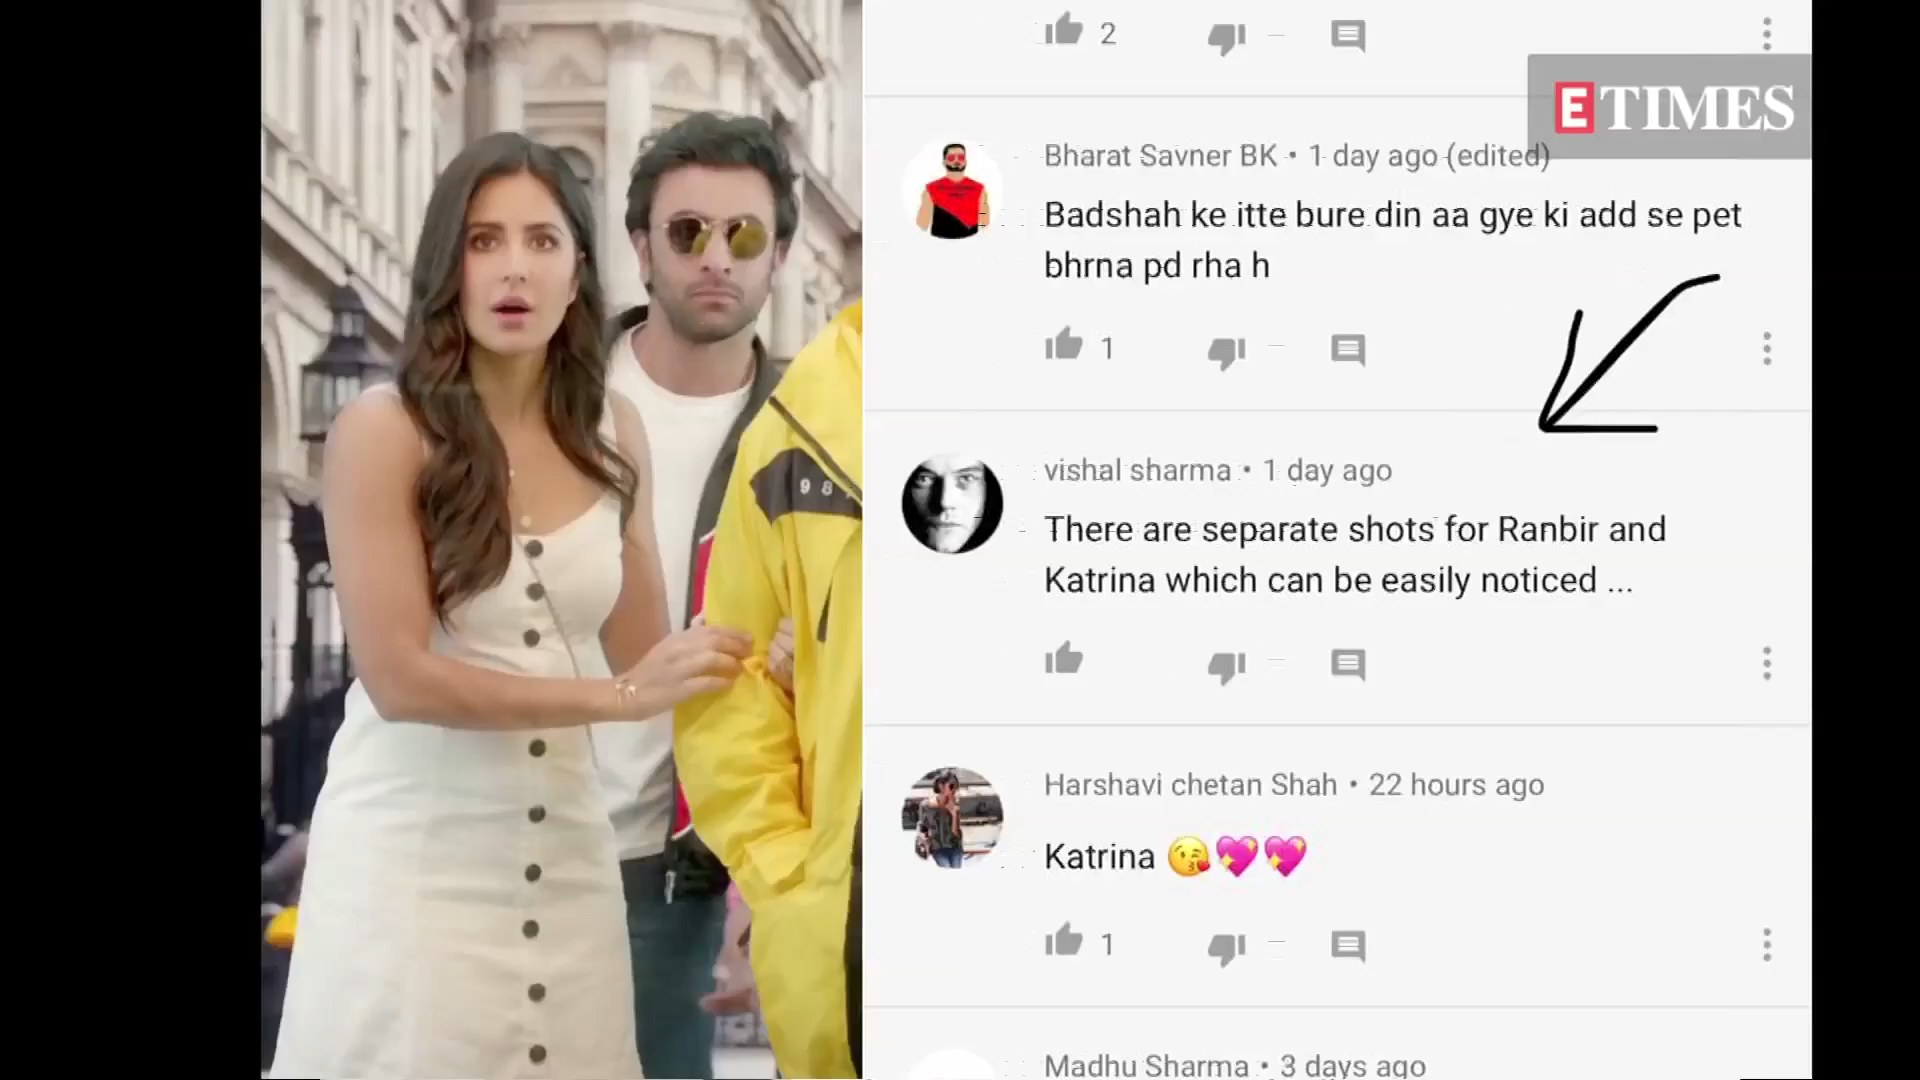 2
ETIMES
Bharat Savner BK • 1 day ago (edited)
Badshah ke itte bure din aa gye ki add se pet
bhrna pd rha h
1
vishal sharma • 1 day ago
There are separate shots for Ranbir and
Katrina which can be easily noticed ...
Harshavi chetan Shah • 22 hours ago
Katrina 😘💖💖
1
Madhu Sharma • 3 days ago
9 8